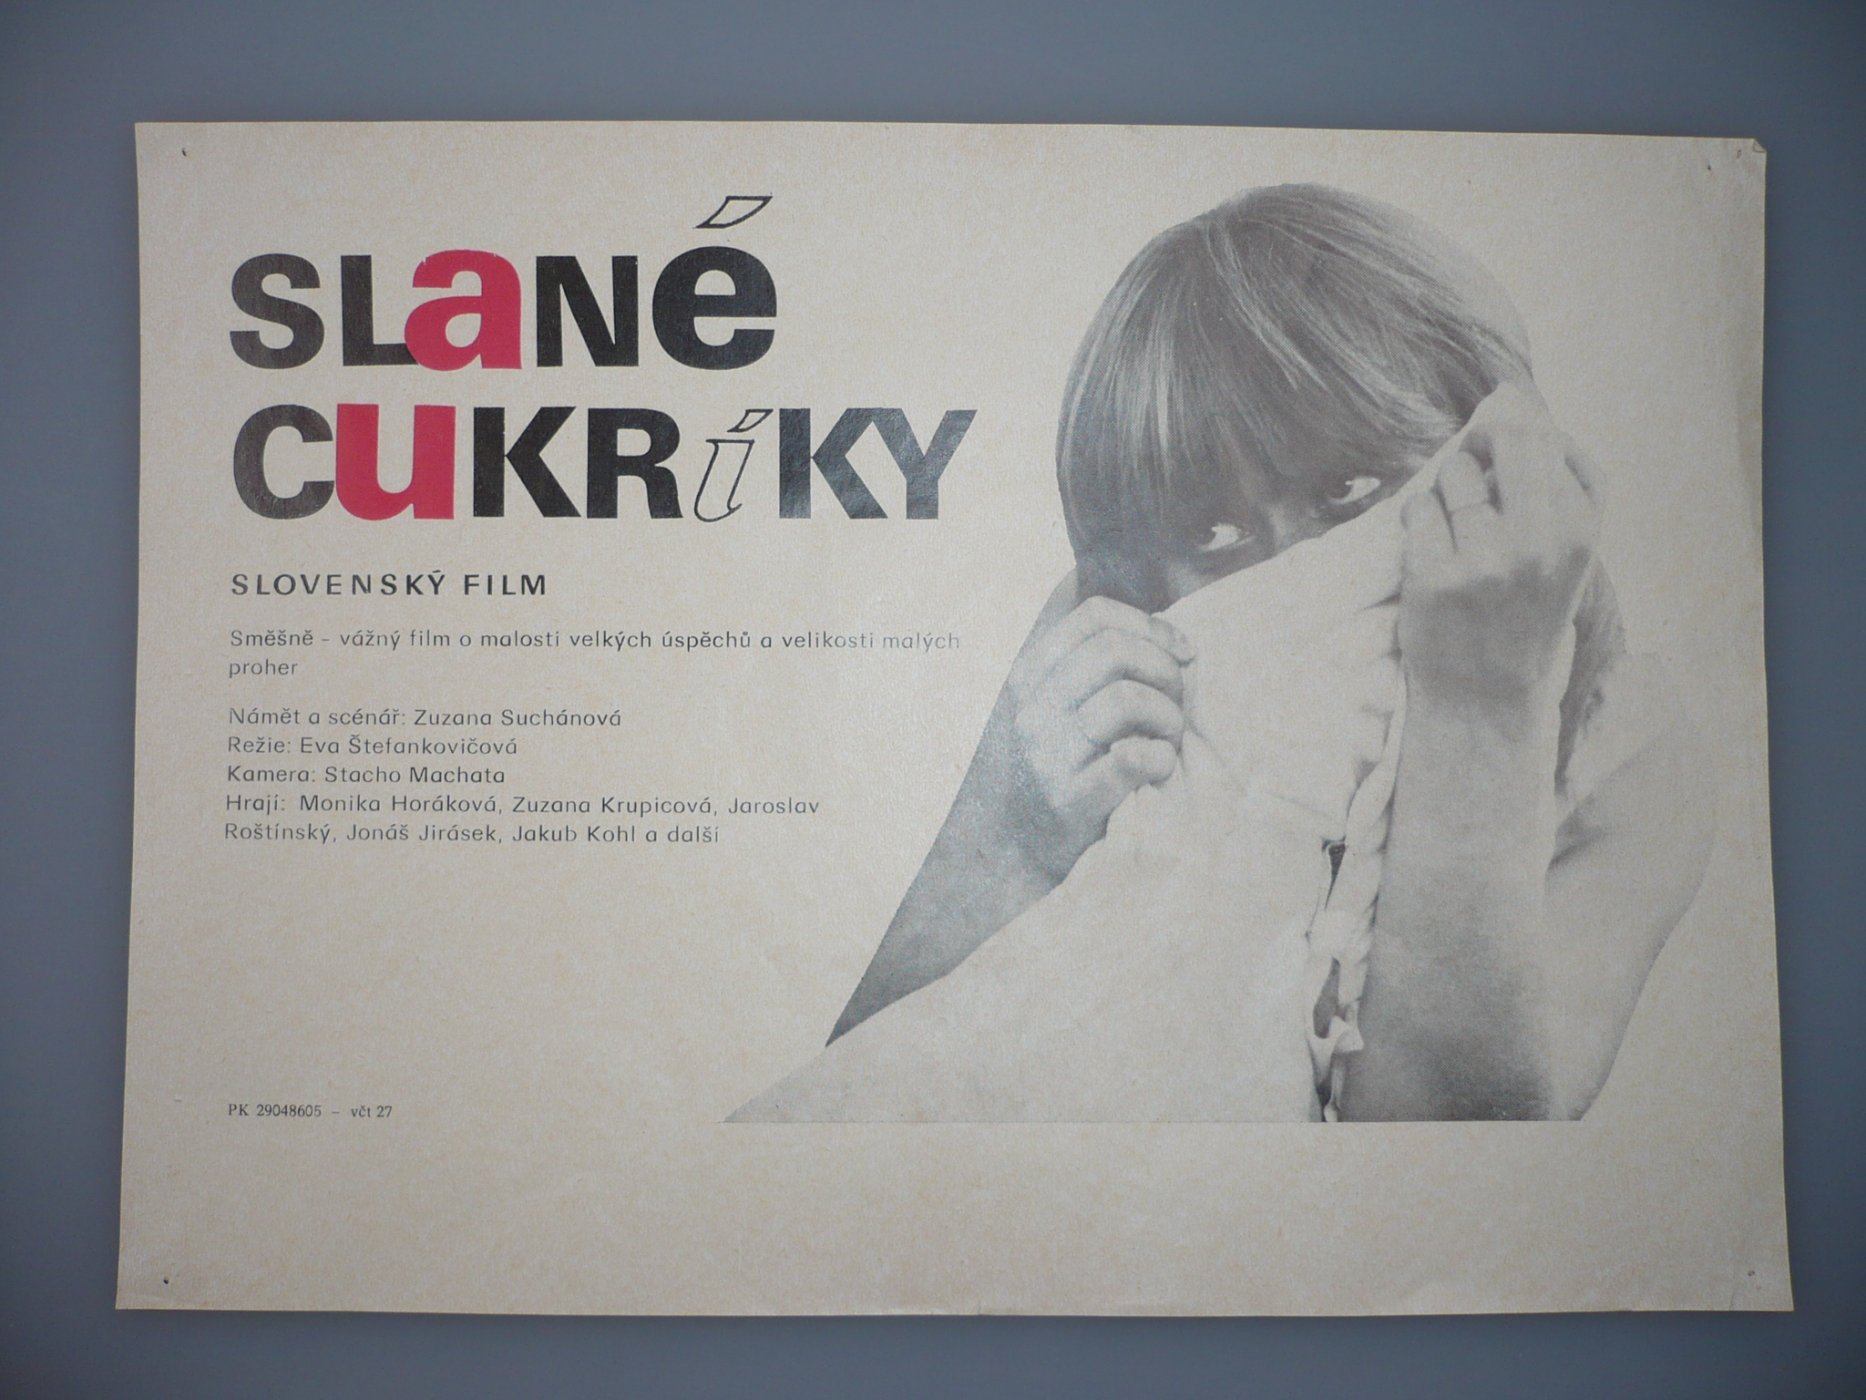 SLaNé
CuKRíKY
SLOVENSKÝ FILM
Směšně - vážný film o malosti velkých úspěchů a velikosti malých
proher
Námět a scénář: Zuzana Suchánová
Režie: Eva Štefankovičová
Kamera: Stacho Machata
Hrají: Monika Horáková, Zuzana Krupicová, Jaroslav
Roštínský, Jonáš Jirásek, Jakub Kohl a další
PK 29048605 – včt 27